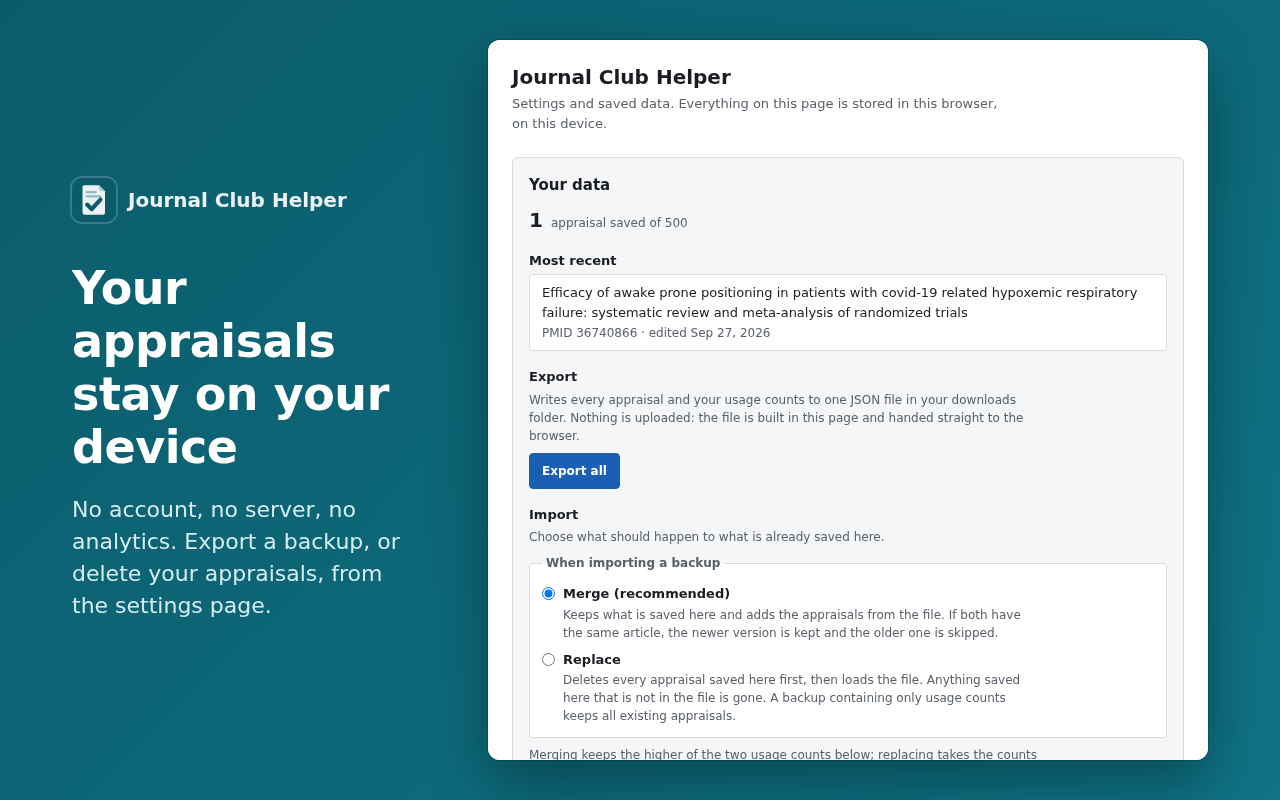 Journal Club Helper
Your
appraisals
stay on your
device
No account, no server, no
analytics. Export a backup, or
delete your appraisals, from
the settings page.
Journal Club Helper
Settings and saved data. Everything on this page is stored in this browser,
on this device.
Your data
1 appraisal saved of 500
Most recent
Efficacy of awake prone positioning in patients with covid-19 related hypoxemic respiratory
failure: systematic review and meta-analysis of randomized trials
PMID 36740866 · edited Sep 27, 2026
Export
Writes every appraisal and your usage counts to one JSON file in your downloads
folder. Nothing is uploaded: the file is built in this page and handed straight to the
browser.
Export all
Import
Choose what should happen to what is already saved here.
When importing a backup
Merge (recommended)
Keeps what is saved here and adds the appraisals from the file. If both have
the same article, the newer version is kept and the older one is skipped.
Replace
Deletes every appraisal saved here first, then loads the file. Anything saved
here that is not in the file is gone. A backup containing only usage counts
keeps all existing appraisals.
Merging keeps the higher of the two usage counts below; replacing takes the counts